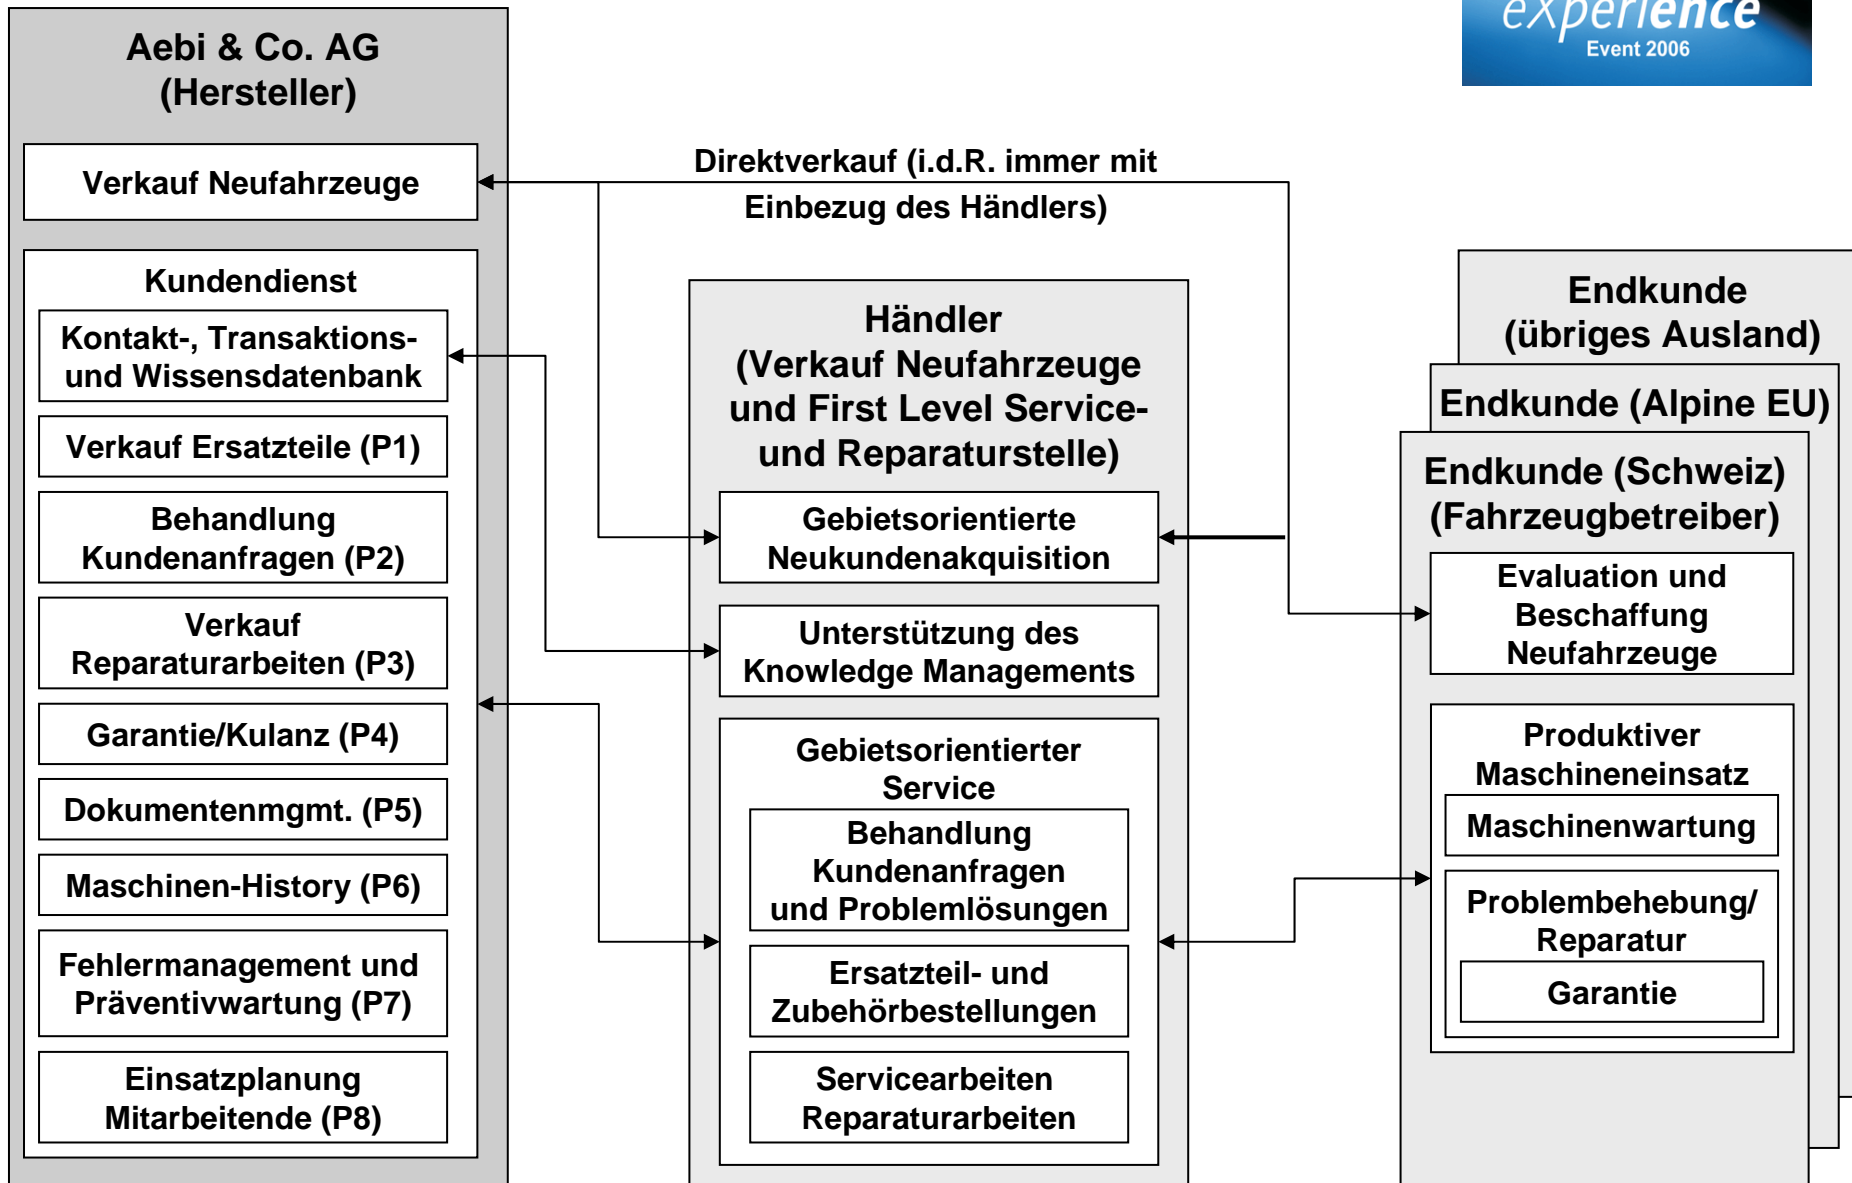 eXperience
Event 2006
Aebi & Co. AG
(Hersteller)
Verkauf Neufahrzeuge
Kundendienst
Kontakt-, Transaktions-
und Wissensdatenbank
Verkauf Ersatzteile (P1)
Behandlung
Kundenanfragen (P2)
Verkauf
Reparaturarbeiten (P3)
Garantie/Kulanz (P4)
Dokumentenmgmt. (P5)
Maschinen-History (P6)
Fehlermanagement und
Präventivwartung (P7)
Einsatzplanung
Mitarbeitende (P8)
Direktverkauf (i.d.R. immer mit
Einbezug des Händlers)
Händler
(Verkauf Neufahrzeuge
und First Level Service-
und Reparaturstelle)
Gebietsorientierte
Neukundenakquisition
Unterstützung des
Knowledge Managements
Gebietsorientierter
Service
Behandlung
Kundenanfragen
und Problemlösungen
Ersatzteil- und
Zubehörbestellungen
Servicearbeiten
Reparaturarbeiten
Endkunde
(übriges Ausland)
Endkunde (Alpine EU)
Endkunde (Schweiz)
(Fahrzeugbetreiber)
Evaluation und
Beschaffung
Neufahrzeuge
Produktiver
Maschineneinsatz
Maschinenwartung
Problembehebung/
Reparatur
Garantie